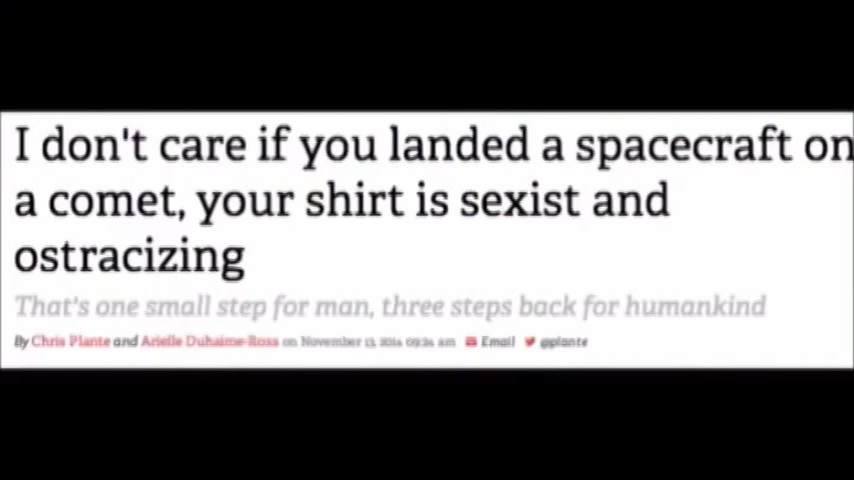 I don't care if you landed a spacecraft on
a comet, your shirt is sexist and
ostracizing
That's one small step for man, three steps back for humankind
By Chris Plante and Arielle Duhaime-Ross on November 13, 2014 09:24 am Email @plante